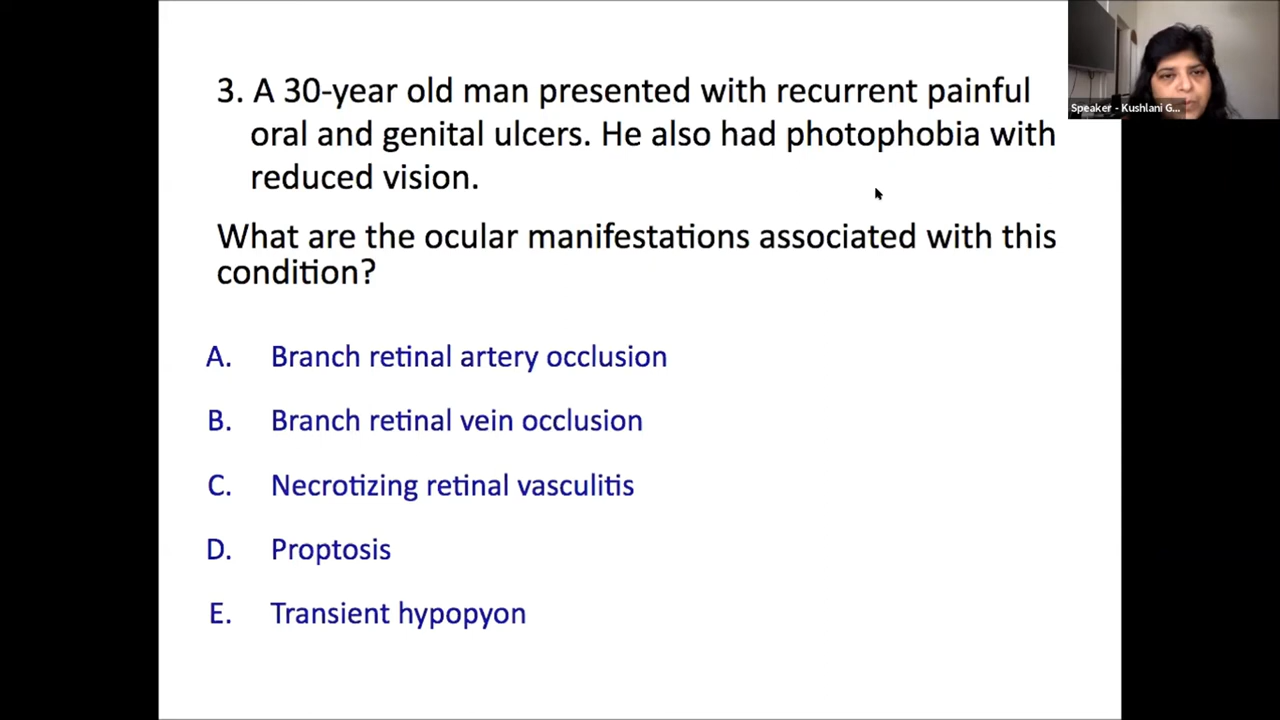 3. A 30-year old man presented with recurrent painful
oral and genital ulcers. He also had photophobia with
reduced vision.
What are the ocular manifestations associated with this
condition?
A. Branch retinal artery occlusion
B. Branch retinal vein occlusion
C. Necrotizing retinal vasculitis
D. Proptosis
E. Transient hypopyon
Speaker - Kushlani G...